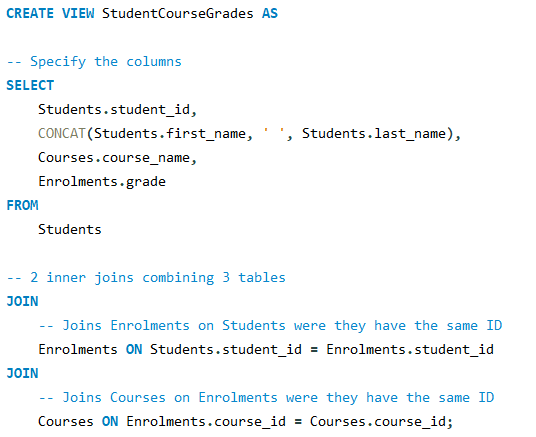 CREATE VIEW StudentCourseGrades AS
-- Specify the columns
SELECT
Students.student_id,
CONCAT(Students.first_name, ' ', Students.last_name),
Courses.course_name,
Enrolments.grade
FROM
Students
-- 2 inner joins combining 3 tables
JOIN
-- Joins Enrolments on Students were they have the same ID
Enrolments ON Students.student_id = Enrolments.student_id
JOIN
-- Joins Courses on Enrolments were they have the same ID
Courses ON Enrolments.course_id = Courses.course_id;